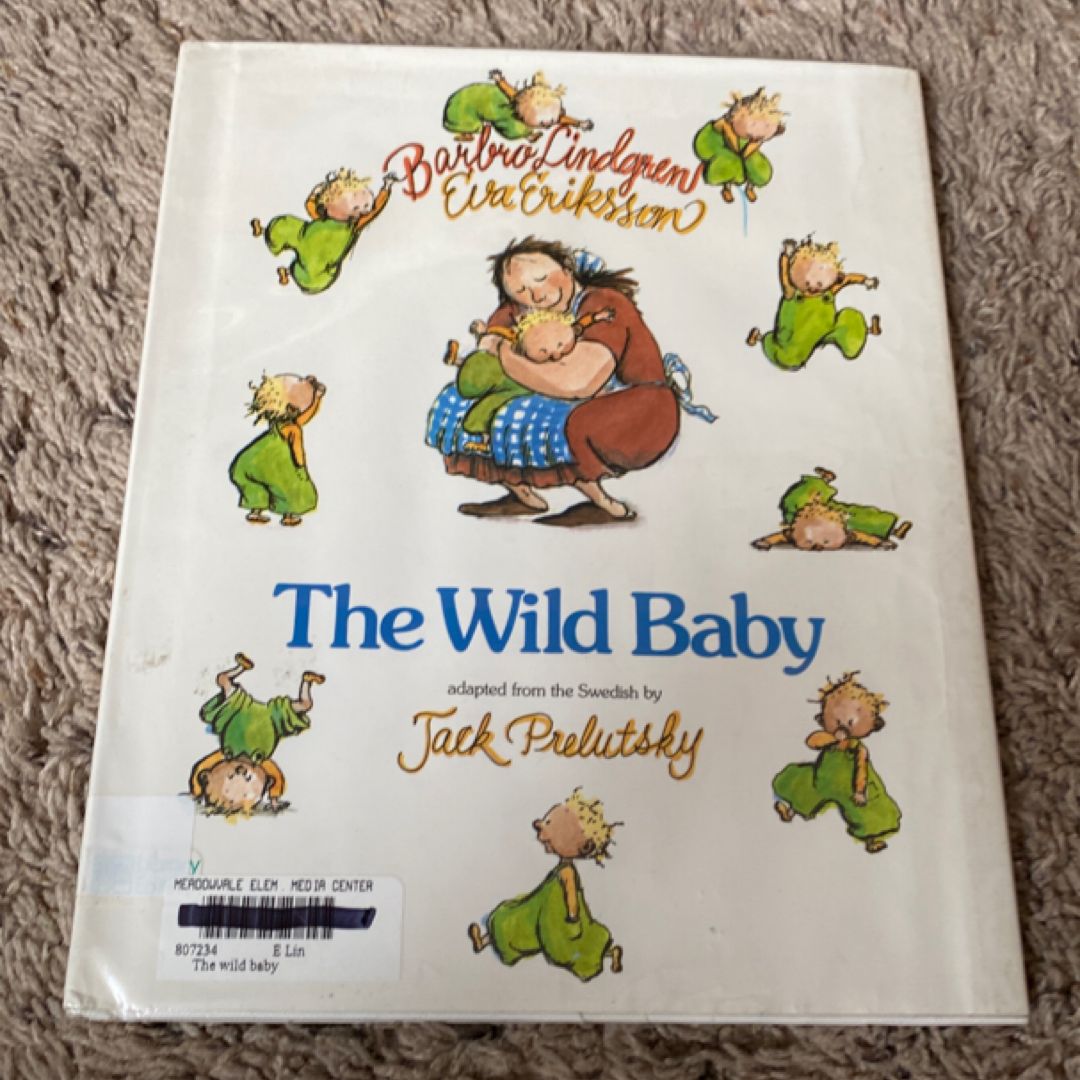 Barbro Lindgren
Eva Eriksson
The Wild Baby
adapted from the Swedish by
Jack Prelutsky
Y
MEADOWVALE ELEM. MEDIA CENTER
807234 E Lin
The wild baby